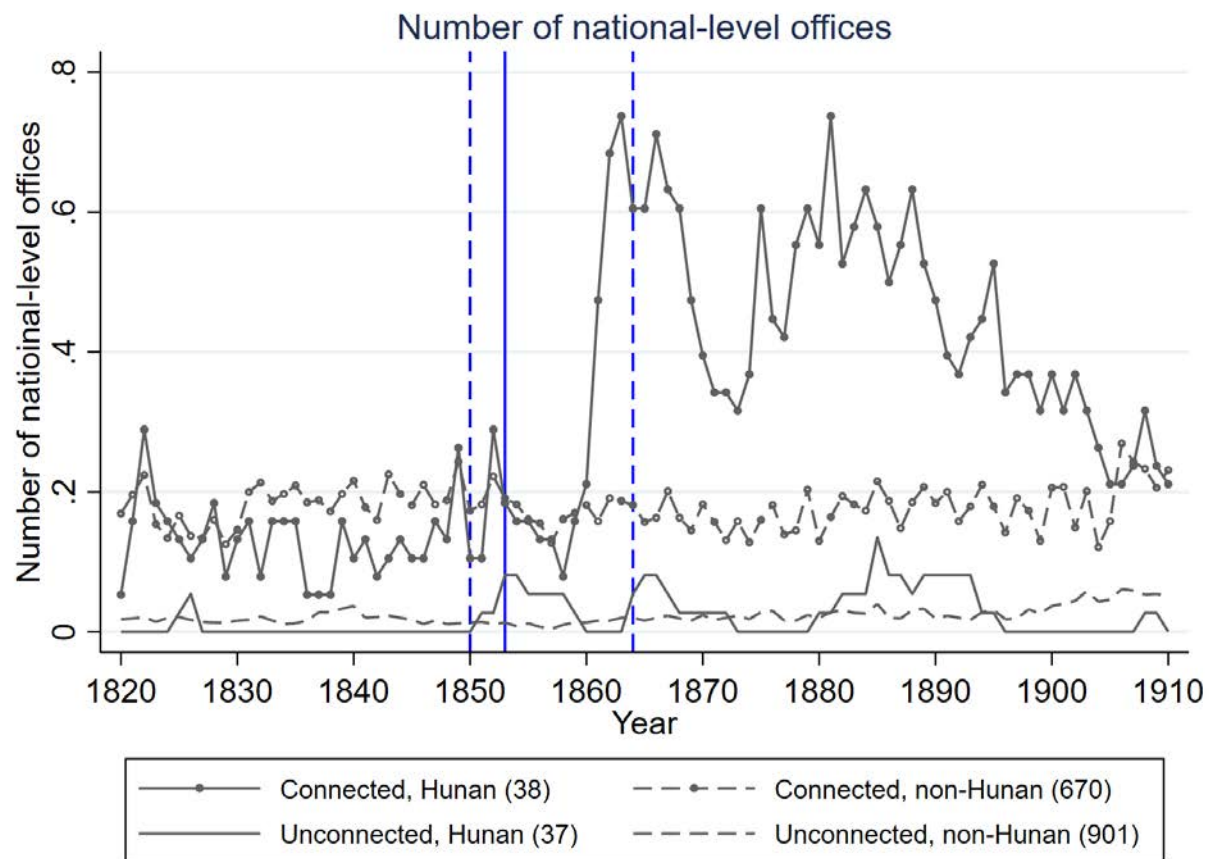 Number of national-level offices
Number of natioinal-level offices
.8
.6
.4
.2
0
1820 1830 1840 1850 1860 1870 1880 1890 1900 1910
Year
Connected, Hunan (38) Connected, non-Hunan (670)
Unconnected, Hunan (37) Unconnected, non-Hunan (901)